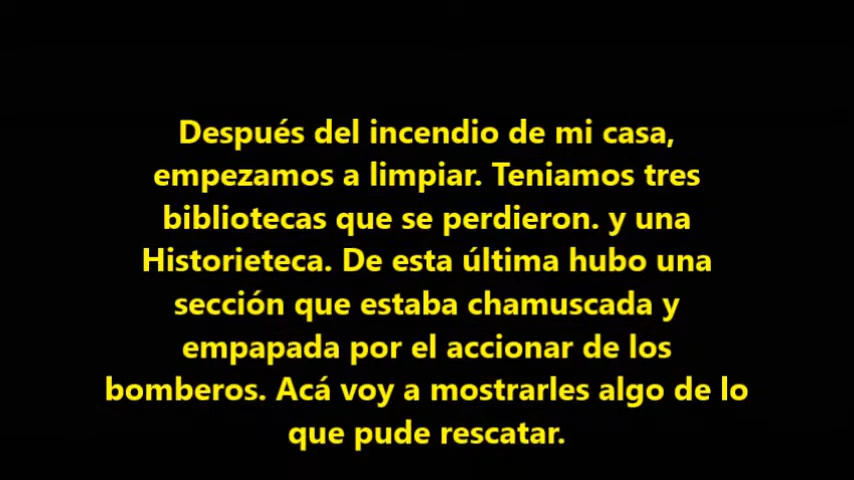 Después del incendio de mi casa,
empezamos a limpiar. Teniamos tres
bibliotecas que se perdieron. y una
Historieteca. De esta última hubo una
sección que estaba chamuscada y
empapada por el accionar de los
bomberos. Acá voy a mostrarles algo de lo
que pude rescatar.